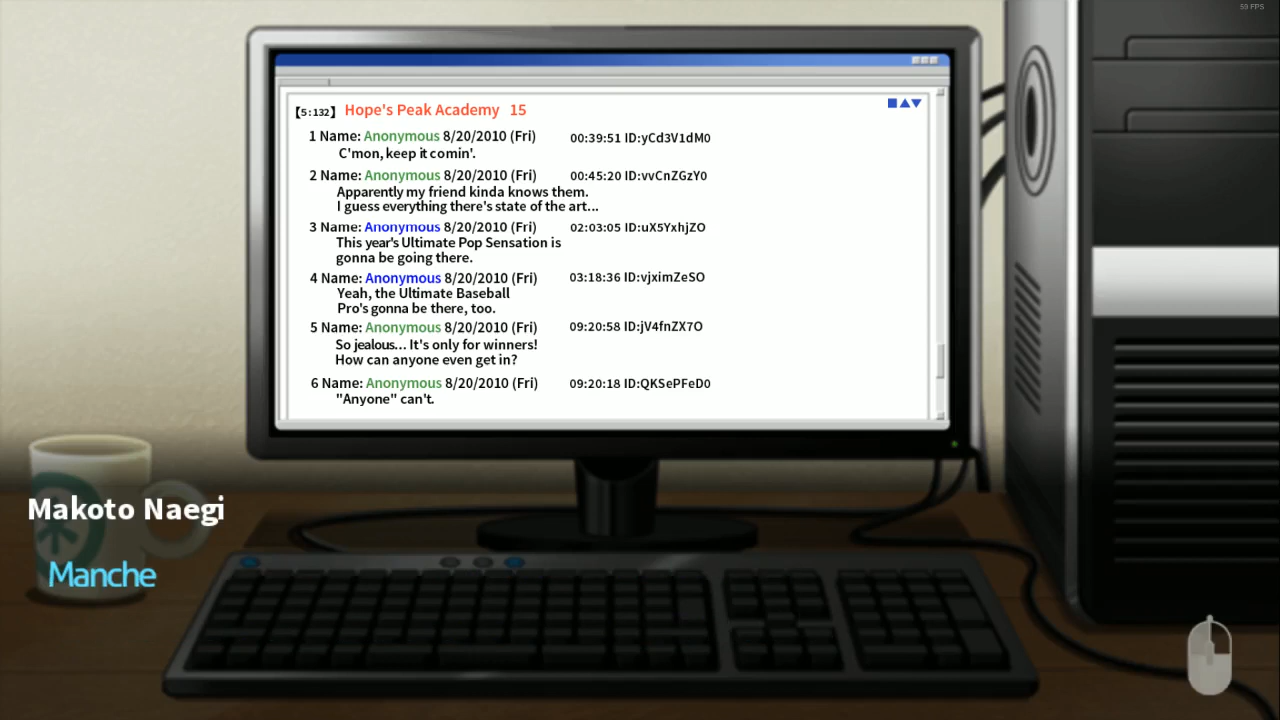 59 FPS
【5:132】 Hope's Peak Academy 15
1 Name: Anonymous 8/20/2010 (Fri) 00:39:51 ID:yCd3V1dM0
C'mon, keep it comin'.
2 Name: Anonymous 8/20/2010 (Fri) 00:45:20 ID:vvCnZGzY0
Apparently my friend kinda knows them.
I guess everything there's state of the art...
3 Name: Anonymous 8/20/2010 (Fri) 02:03:05 ID:uX5YxhjZO
This year's Ultimate Pop Sensation is
gonna be going there.
4 Name: Anonymous 8/20/2010 (Fri) 03:18:36 ID:vjximZeSO
Yeah, the Ultimate Baseball
Pro's gonna be there, too.
5 Name: Anonymous 8/20/2010 (Fri) 09:20:58 ID:jV4fnZX7O
So jealous... It's only for winners!
How can anyone even get in?
6 Name: Anonymous 8/20/2010 (Fri) 09:20:18 ID:QKSePFeD0
"Anyone" can't.
Makoto Naegi
Manche